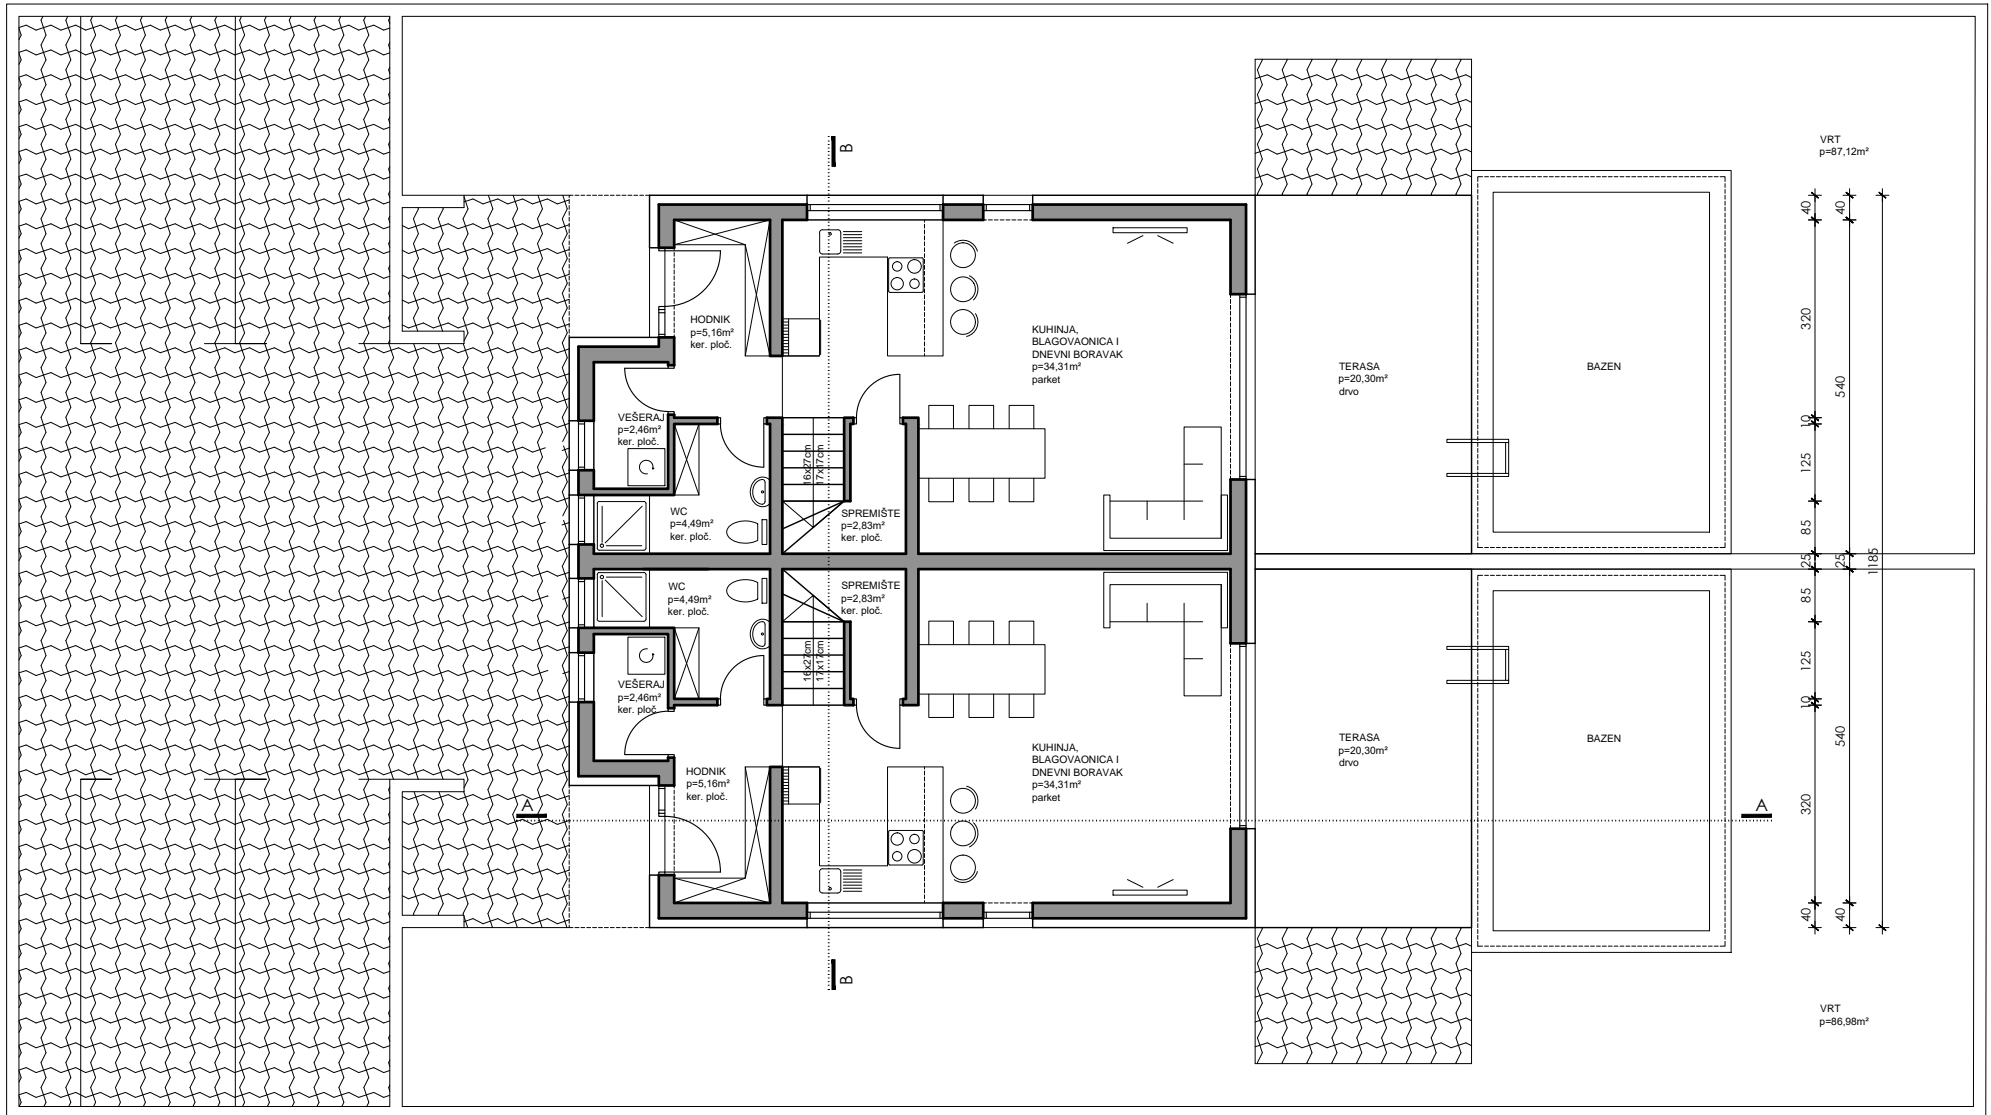 VRT
p=87,12m²
B
HODNIK
p=5,16m²
ker. ploč.
KUHINJA,
BLAGOVAONICA I
DNEVNI BORAVAK
p=34,31m²
parket
TERASA
p=20,30m²
drvo
BAZEN
VEŠERAJ
p=2,46m²
ker. ploč.
16x27cm
17x17cm
WC
p=4,49m²
ker. ploč.
SPREMIŠTE
p=2,83m²
ker. ploč.
WC
p=4,49m²
ker. ploč.
SPREMIŠTE
p=2,83m²
ker. ploč.
16x27cm
17x17cm
VEŠERAJ
p=2,46m²
ker. ploč.
HODNIK
p=5,16m²
ker. ploč.
KUHINJA,
BLAGOVAONICA I
DNEVNI BORAVAK
p=34,31m²
parket
TERASA
p=20,30m²
drvo
BAZEN
A
A
B
VRT
p=86,98m²
40
320
10
125
85
25
85
125
10
320
40
40
540
25
540
40
1185